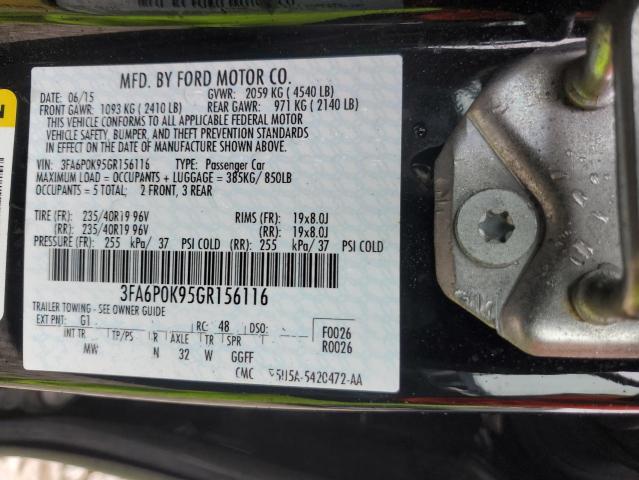 MFD. BY FORD MOTOR CO.
DATE: 06/15 GVWR: 2059 KG ( 4540 LB)
FRONT GAWR: 1093 KG ( 2410 LB) REAR GAWR: 971 KG ( 2140 LB)
THIS VEHICLE CONFORMS TO ALL APPLICABLE FEDERAL MOTOR
VEHICLE SAFETY, BUMPER, AND THEFT PREVENTION STANDARDS
IN EFFECT ON THE DATE OF MANUFACTURE SHOWN ABOVE.
VIN: 3FA6P0K95GR156116 TYPE: Passenger Car
MAXIMUM LOAD = OCCUPANTS + LUGGAGE = 385KG/850LB
OCCUPANTS = 5 TOTAL: 2 FRONT, 3 REAR
TIRE (FR): 235/40R19 96V RIMS (FR): 19x8.0J
(RR): 235/40R19 96V (RR): 19x8.0J
PRESSURE (FR): 255 kPa/ 37 PSI COLD (RR): 255 kPa/ 37 PSI COLD
3FA6P0K95GR156116
TRAILER TOWING - SEE OWNER GUIDE
EXT PNT: G1 RC: 48 DSO: F0026
INT TR TP/PS R AXLE TR SPR R0026
MW N 32 W GGFF
CMC 5U5A-5420472-AA